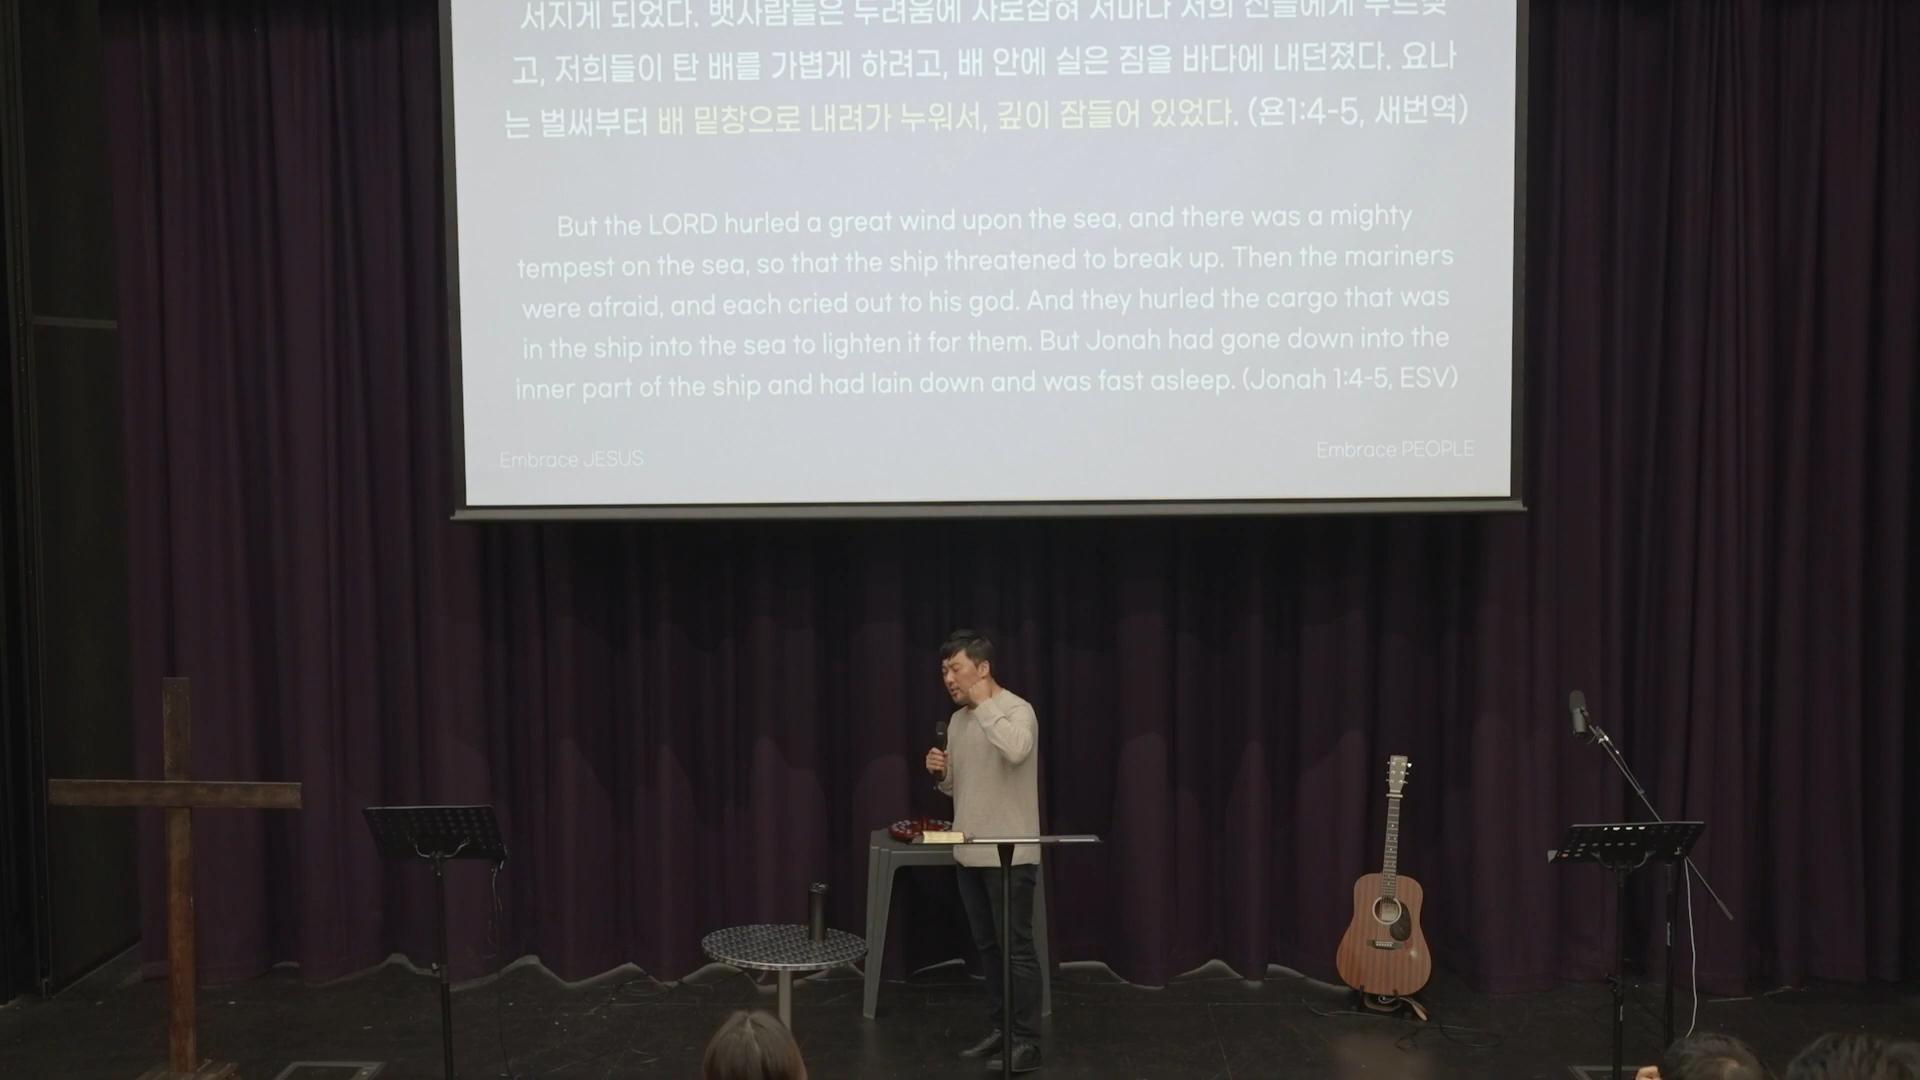 서지게 되었다. 뱃사람들은 두려움에 사로잡혀 저마다 저희 신들에게 부르짖
고, 저희들이 탄 배를 가볍게 하려고, 배 안에 실은 짐을 바다에 내던졌다. 요나
는 벌써부터 배 밑창으로 내려가 누워서, 깊이 잠들어 있었다. (욘1:4-5, 새번역)
But the LORD hurled a great wind upon the sea, and there was a mighty
tempest on the sea, so that the ship threatened to break up. Then the mariners
were afraid, and each cried out to his god. And they hurled the cargo that was
in the ship into the sea to lighten it for them. But Jonah had gone down into the
inner part of the ship and had lain down and was fast asleep. (Jonah 1:4-5, ESV)
Embrace JESUS
Embrace PEOPLE